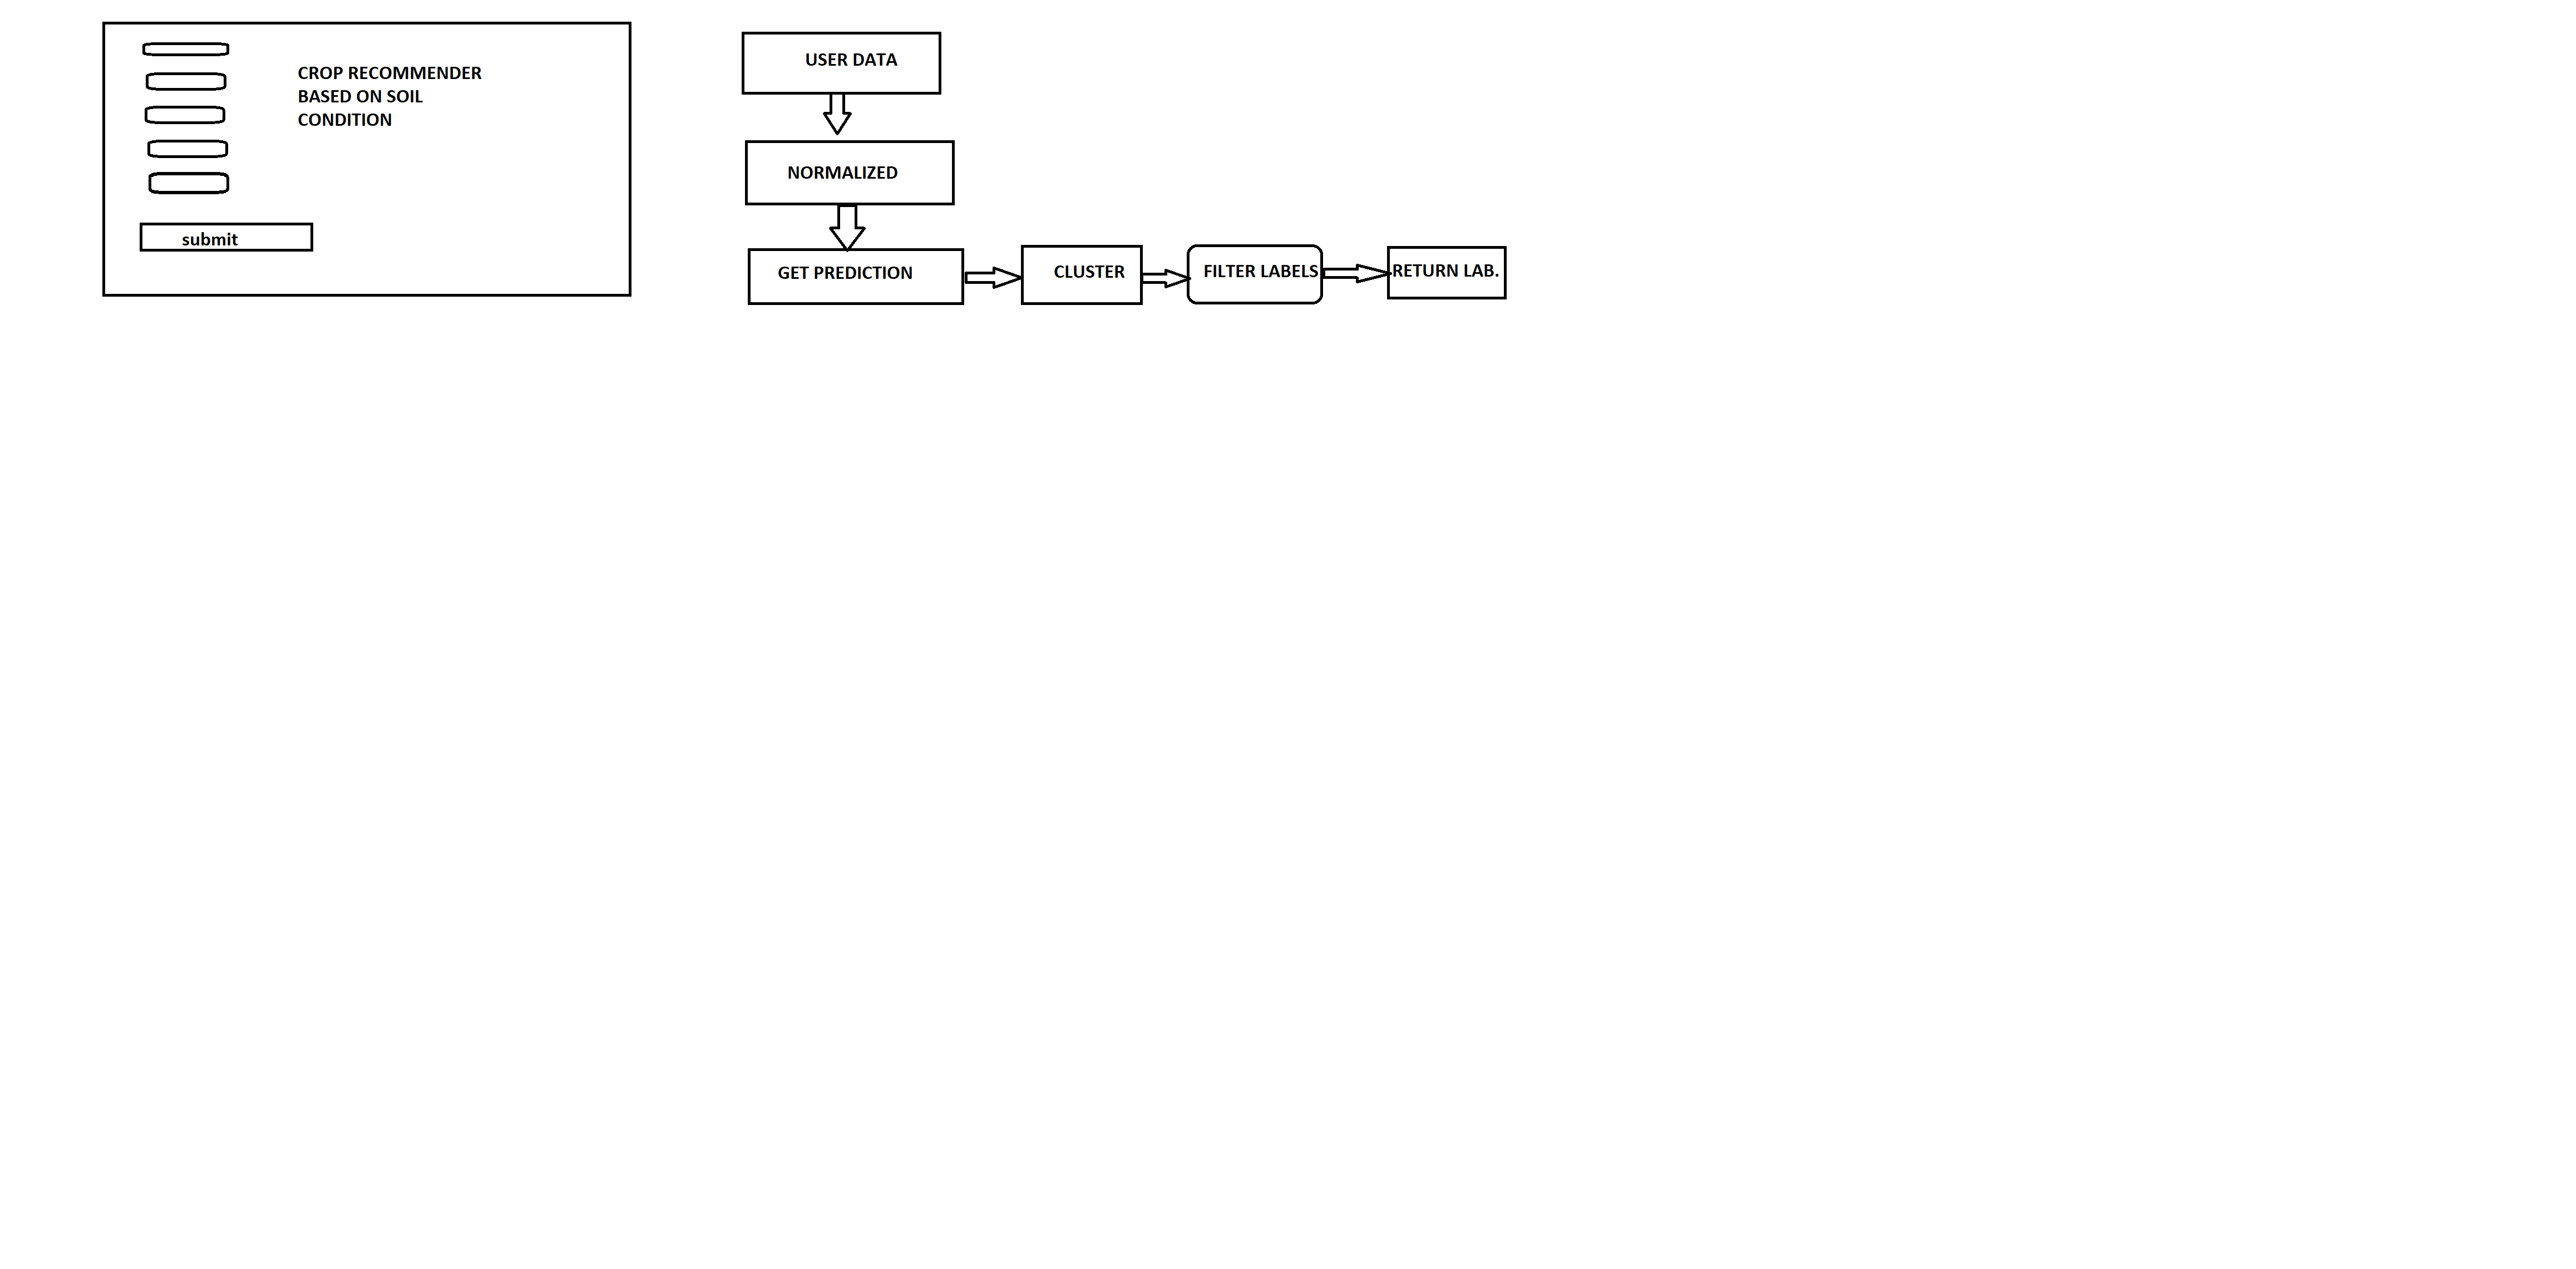 CROP RECOMMENDER
BASED ON SOIL
CONDITION
submit
USER DATA
NORMALIZED
GET PREDICTION
CLUSTER
FILTER LABELS
RETURN LAB.